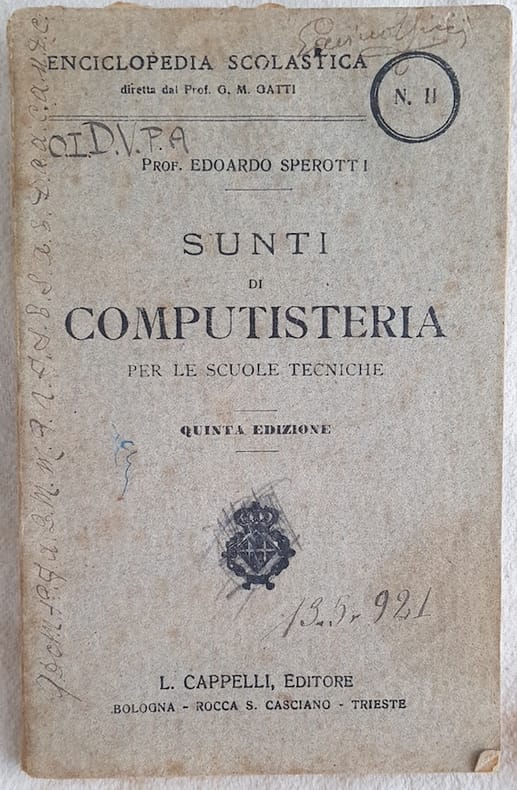 ENCICLOPEDIA SCOLASTICA
diretta dal Prof. G. M. GATTI
N. 11
O.I.D.V.P.A
PROF. EDOARDO SPEROTTI
SUNTI
DI
COMPUTISTERIA
PER LE SCUOLE TECNICHE
QUINTA EDIZIONE
13.5.921
L. CAPPELLI, EDITORE
BOLOGNA - ROCCA S. CASCIANO - TRIESTE